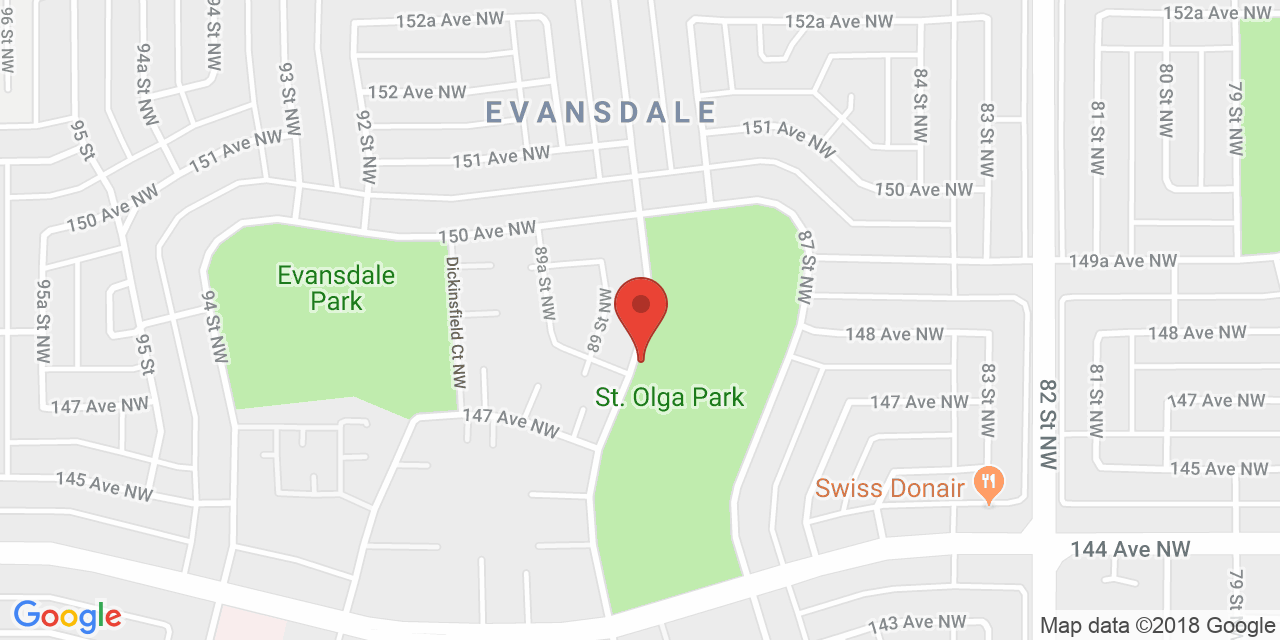 96 St NW
94 St NW
94a St NW
93 St NW
152a Ave NW
152a Ave NW
152a Ave NW
152 Ave NW
EVANSDALE
92 St NW
84 St NW
83 St NW
81 St NW
80 St NW
79 St NW
95 St
151 Ave NW
151 Ave NW
151 Ave NW
150 Ave NW
150 Ave NW
150 Ave NW
87 St NW
149a Ave NW
Evansdale
Park
Dickinsfield Ct NW
89a St NW
89 St NW
95a St NW
95 St
94 St NW
148 Ave NW
148 Ave NW
St. Olga Park
147 Ave NW
147 Ave NW
147 Ave NW
147 Ave NW
83 St NW
82 St NW
81 St NW
145 Ave NW
145 Ave NW
Swiss Donair
144 Ave NW
79 St
143 Ave NW
Google
Map data ©2018 Google